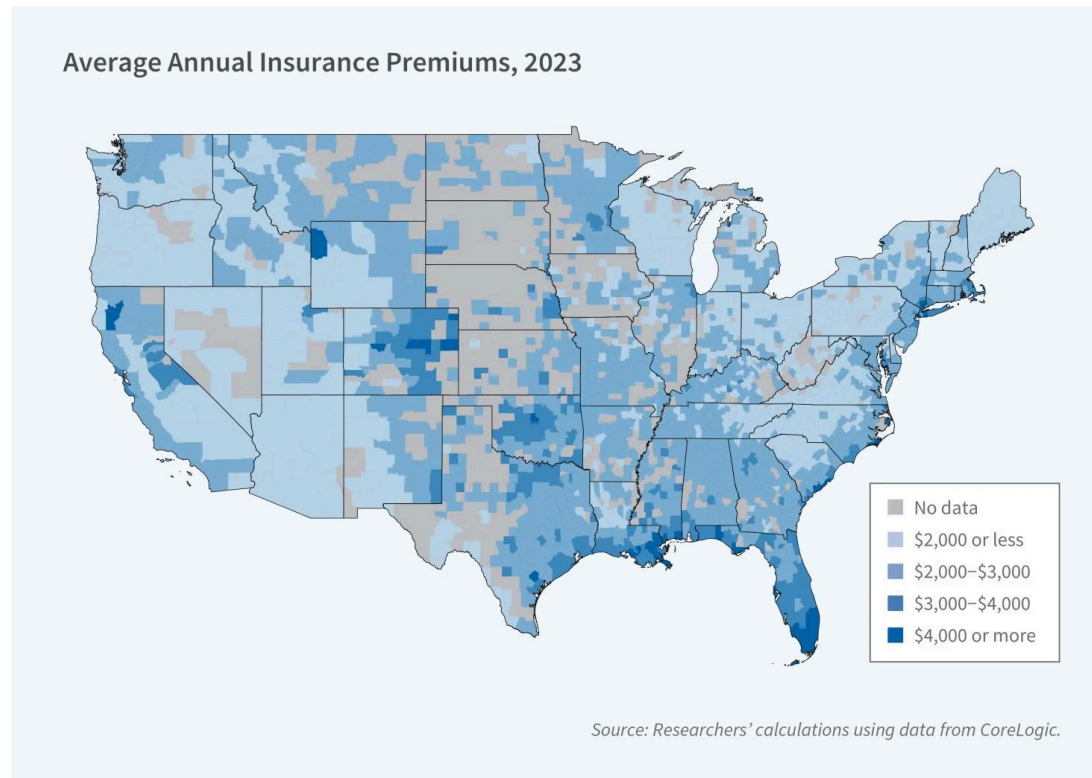 Average Annual Insurance Premiums, 2023
No data
$2,000 or less
$2,000−$3,000
$3,000−$4,000
$4,000 or more
Source: Researchers’ calculations using data from CoreLogic.